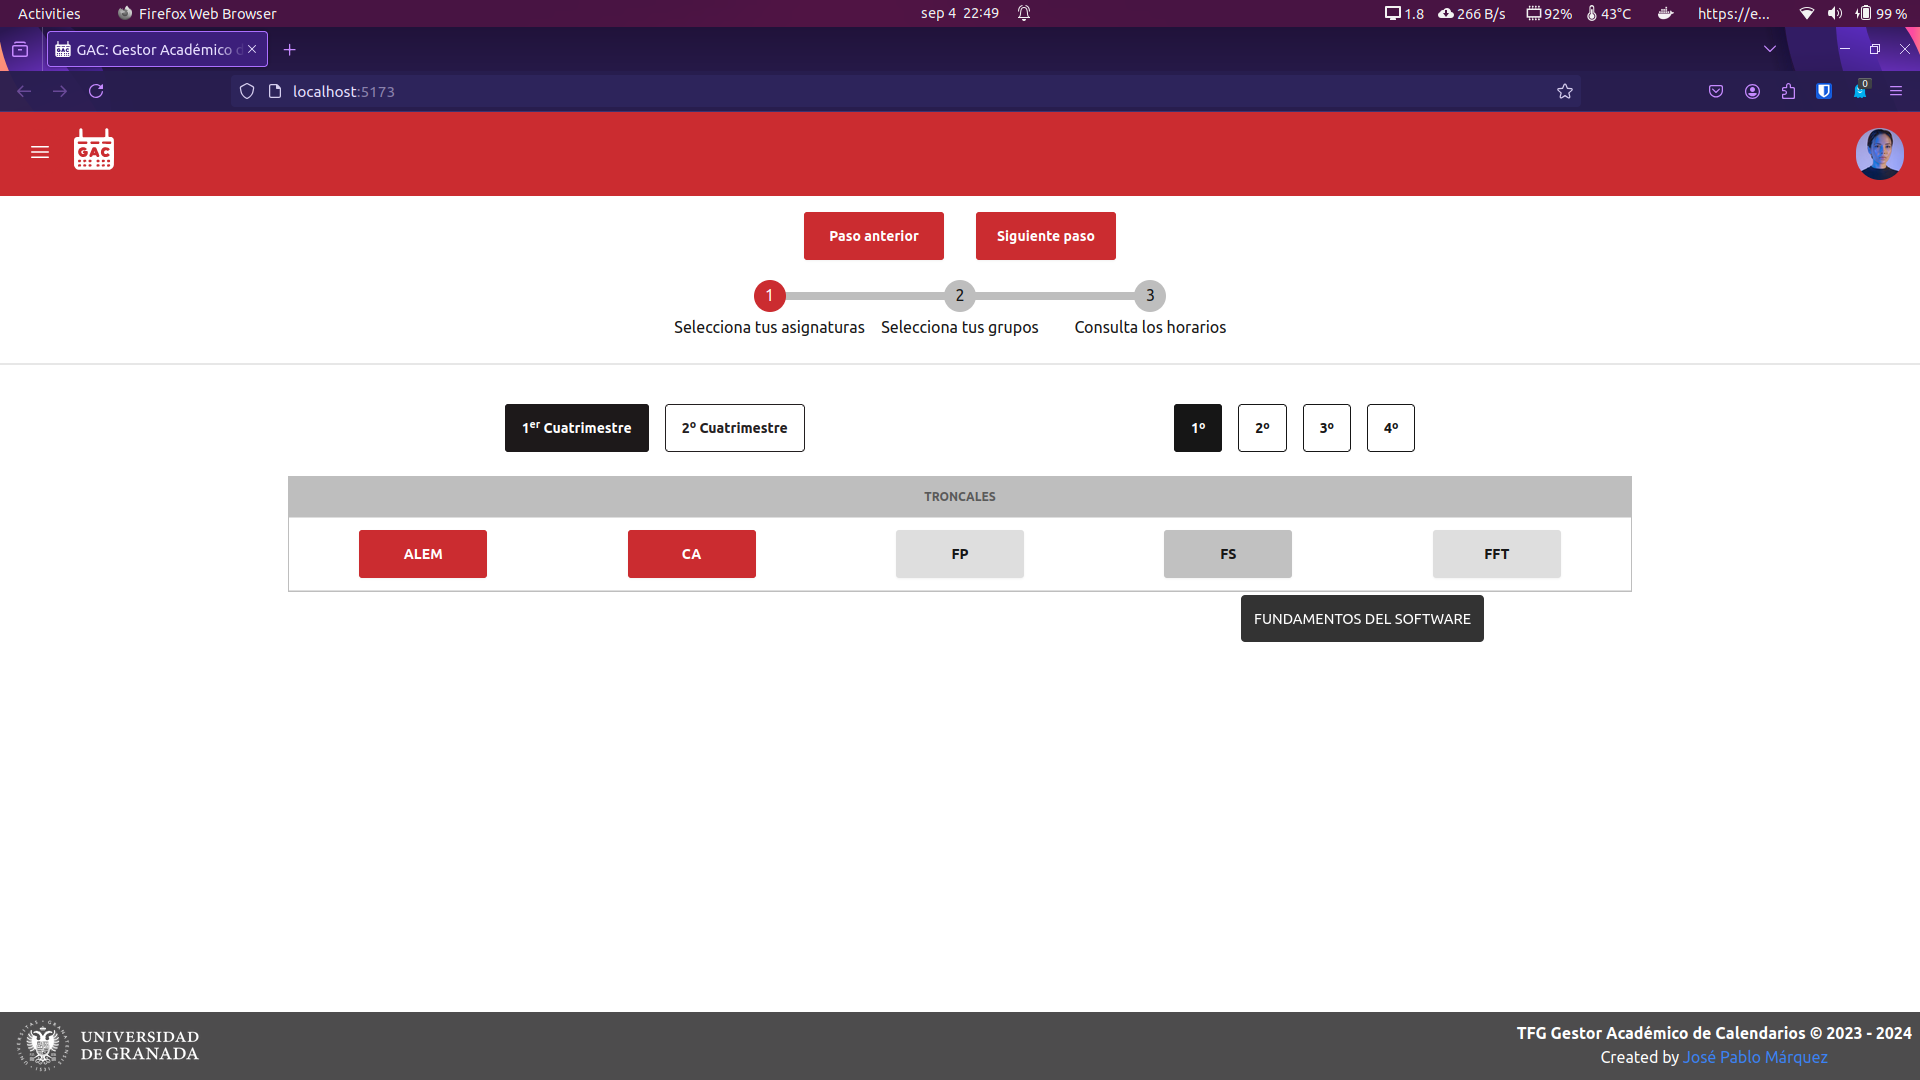 Activities Firefox Web Browser sep 4 22:49 1.8 266 B/s 92% 43°C https://e... 99 %
GAC: Gestor Académico d
localhost:5173 0
GAC
Paso anterior Siguiente paso
1 2 3
Selecciona tus asignaturas Selecciona tus grupos Consulta los horarios
1er Cuatrimestre 2º Cuatrimestre 1º 2º 3º 4º
TRONCALES
ALEM CA FP FS FFT
FUNDAMENTOS DEL SOFTWARE
UNIVERSIDAD
DE GRANADA
TFG Gestor Académico de Calendarios © 2023 - 2024
Created by José Pablo Márquez